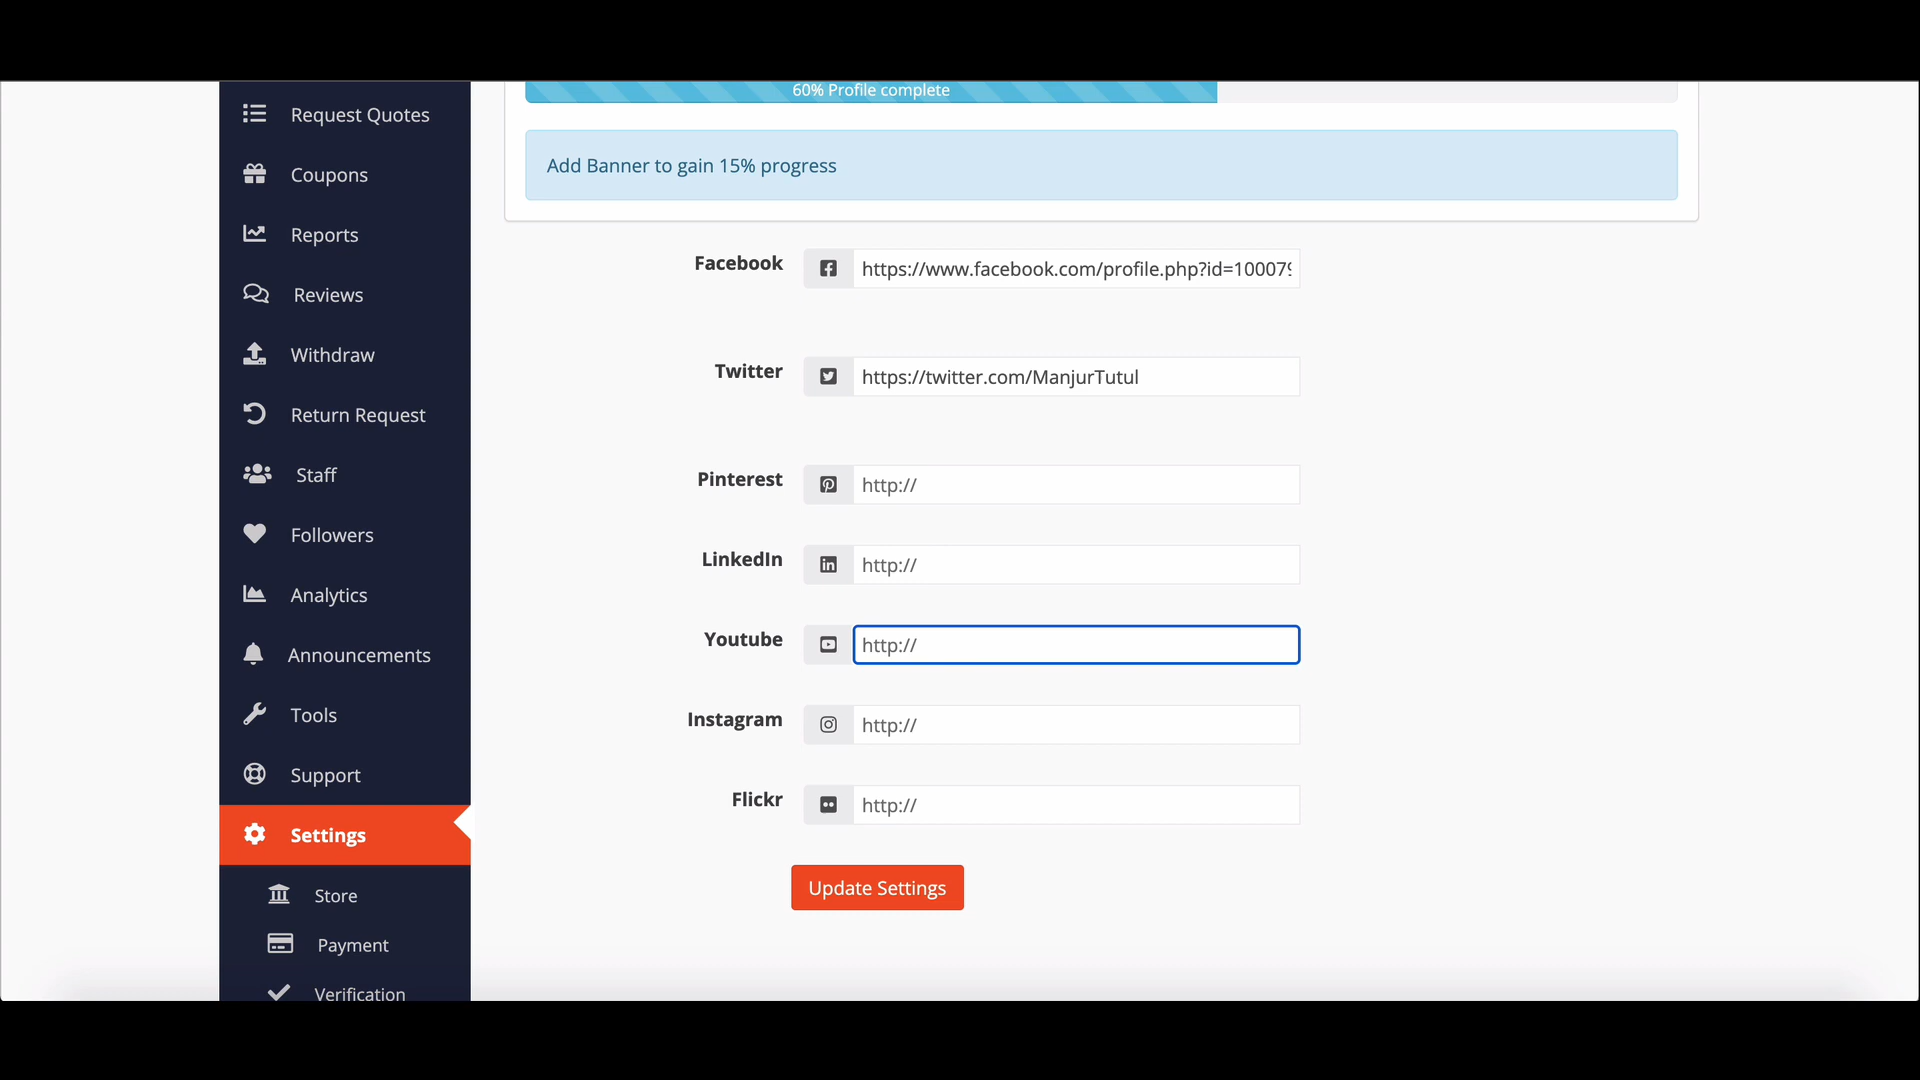 Request Quotes
Coupons
Reports
Reviews
Withdraw
Return Request
Staff
Followers
Analytics
Announcements
Tools
Support
Settings
Store
Payment
Verification
60% Profile complete
Add Banner to gain 15% progress
Facebook
https://www.facebook.com/profile.php?id=100079
Twitter
https://twitter.com/ManjurTutul
Pinterest
http://
LinkedIn
http://
Youtube
http://
Instagram
http://
Flickr
http://
Update Settings